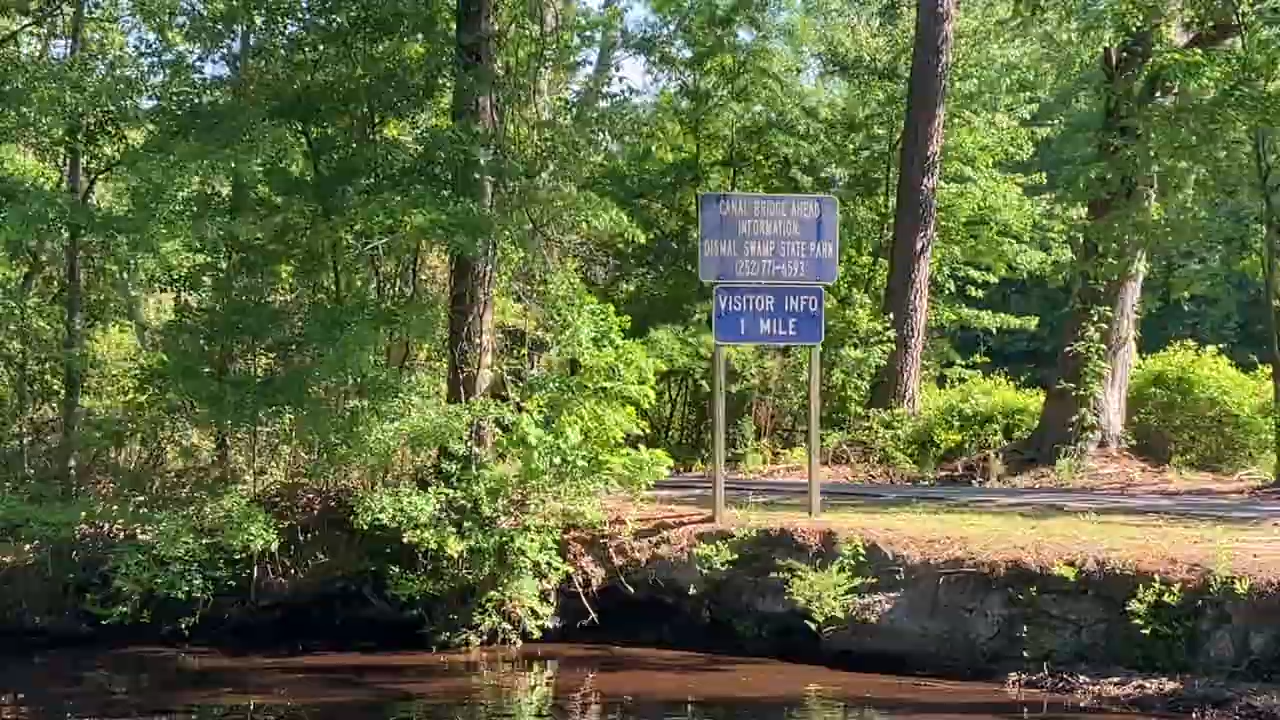 CANAL BRIDGE AHEAD
INFORMATION
DISMAL SWAMP STATE PARK
(252) 771-6593
VISITOR INFO
1 MILE